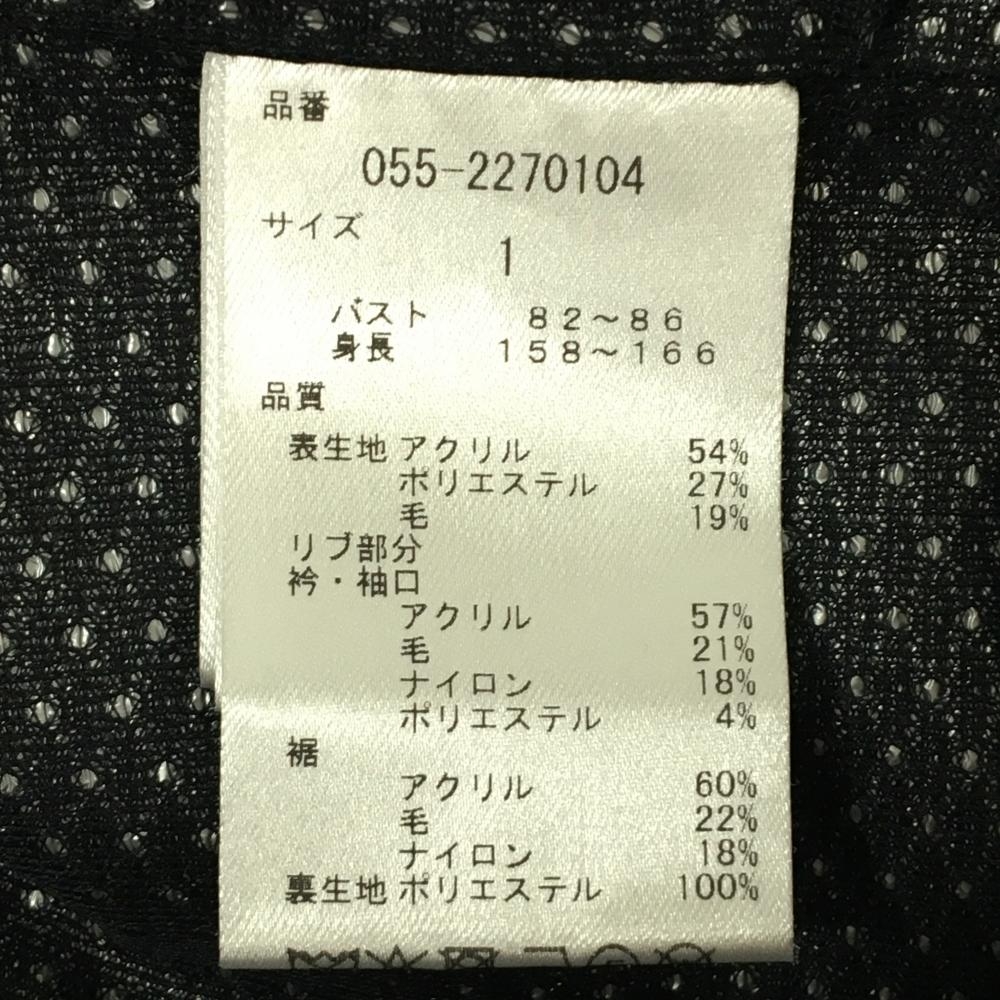 品番
055-2270104
サイズ
1
バスト 82～86
身長 158～166
品質
表生地 アクリル 54%
ポリエステル 27%
毛 19%
リブ部分
衿・袖口
アクリル 57%
毛 21%
ナイロン 18%
ポリエステル 4%
裾
アクリル 60%
毛 22%
ナイロン 18%
裏生地 ポリエステル 100%